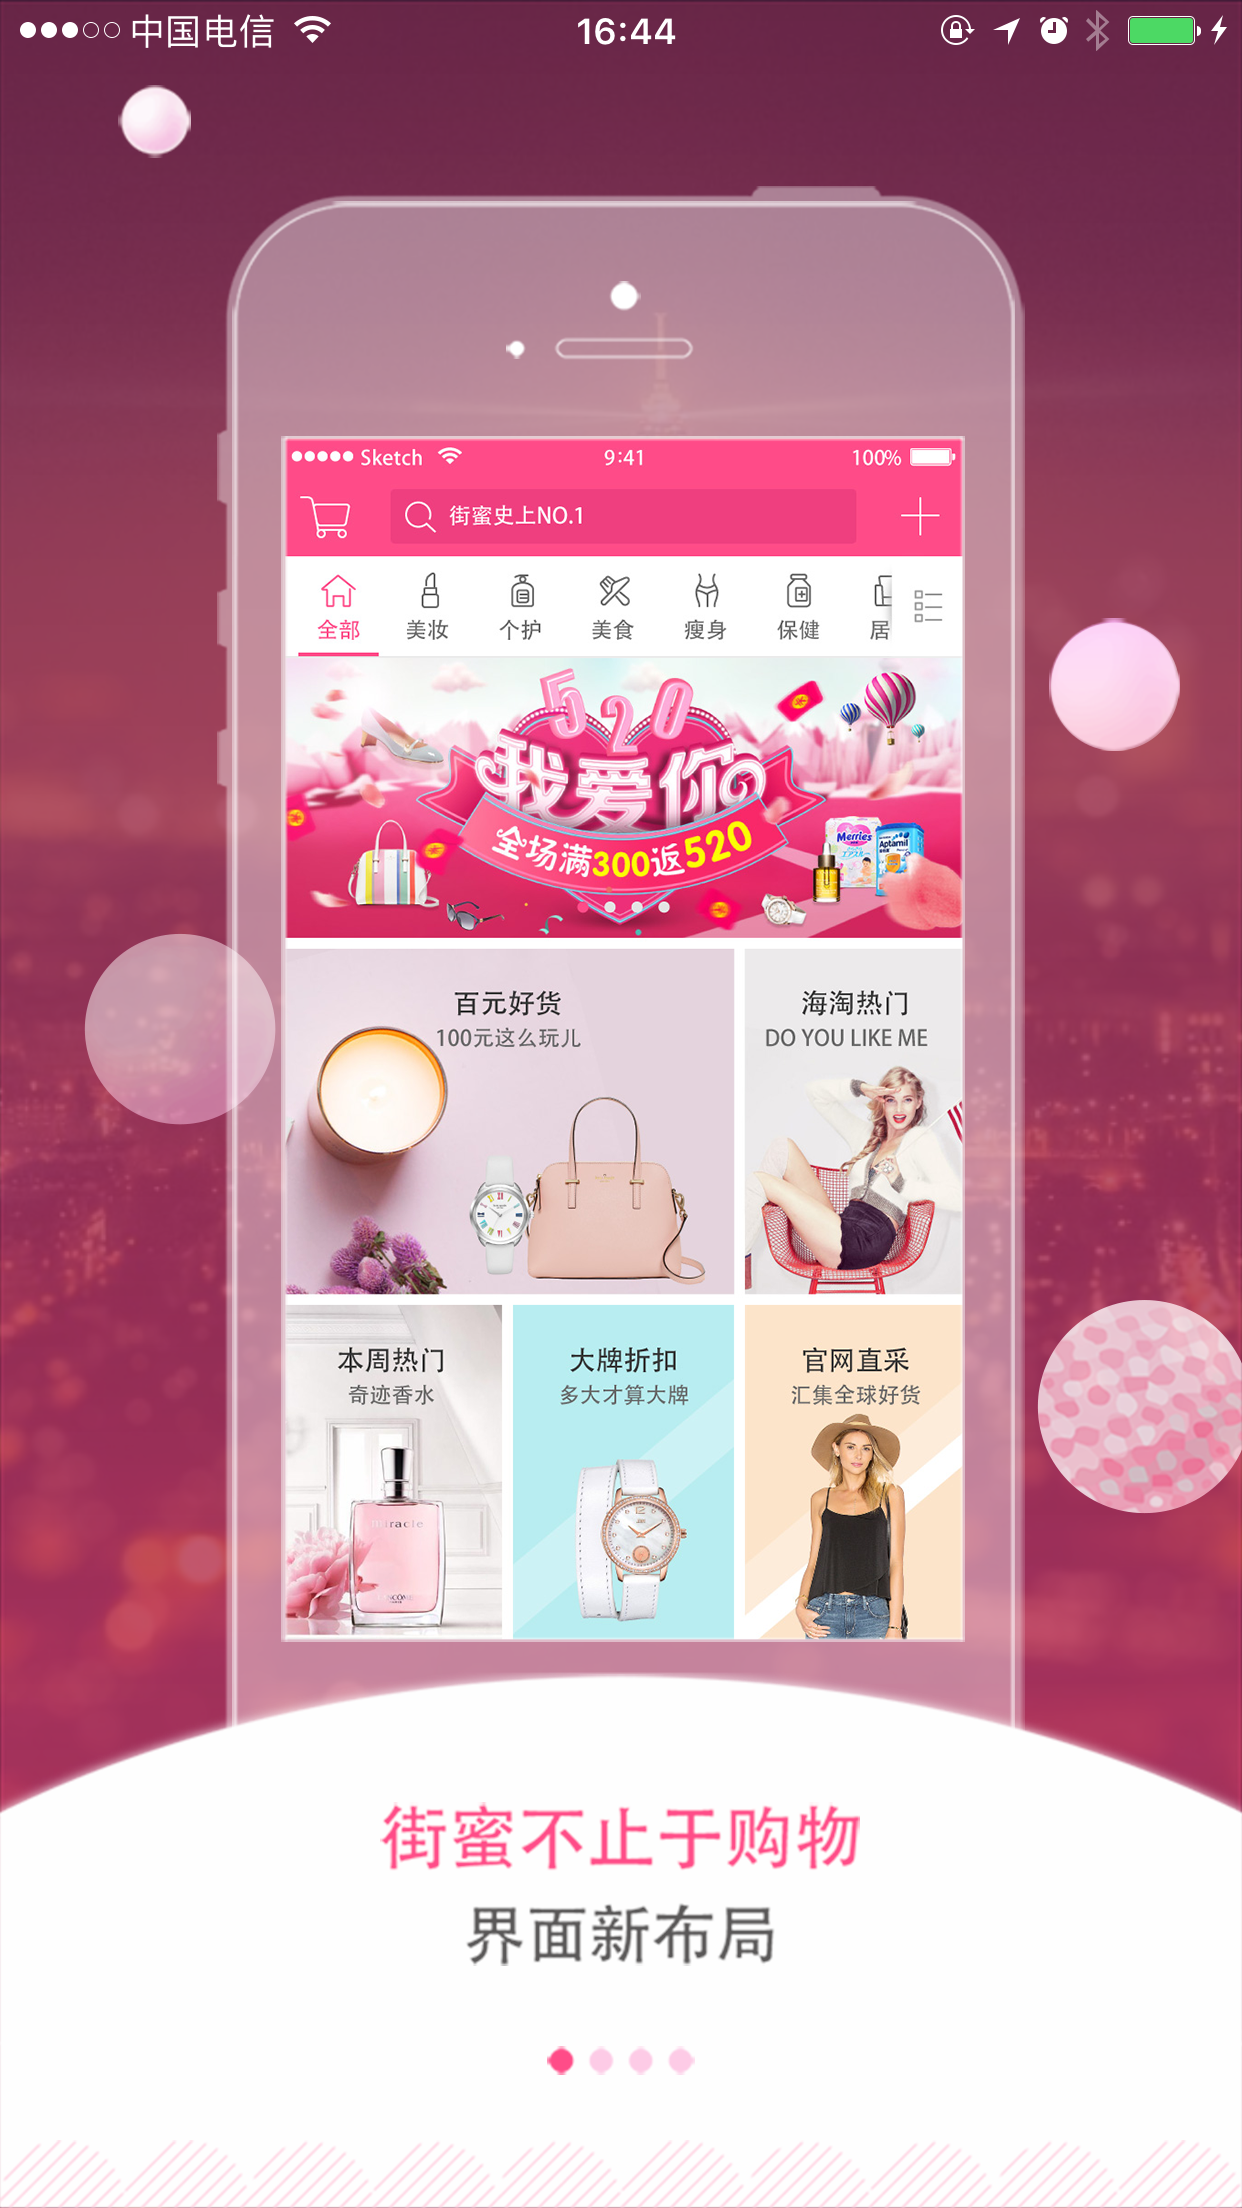 中国电信 16:44
Sketch 9:41 100%
街蜜史上NO.1
全部 美妆 个护 美食 瘦身 保健 居
520
我爱你
全场满300返520
Merries
Aptamil
百元好货
100元这么玩儿
海淘热门
DO YOU LIKE ME
本周热门
奇迹香水
miracle
LANCÔME
大牌折扣
多大才算大牌
官网直采
汇集全球好货
街蜜不止于购物
界面新布局